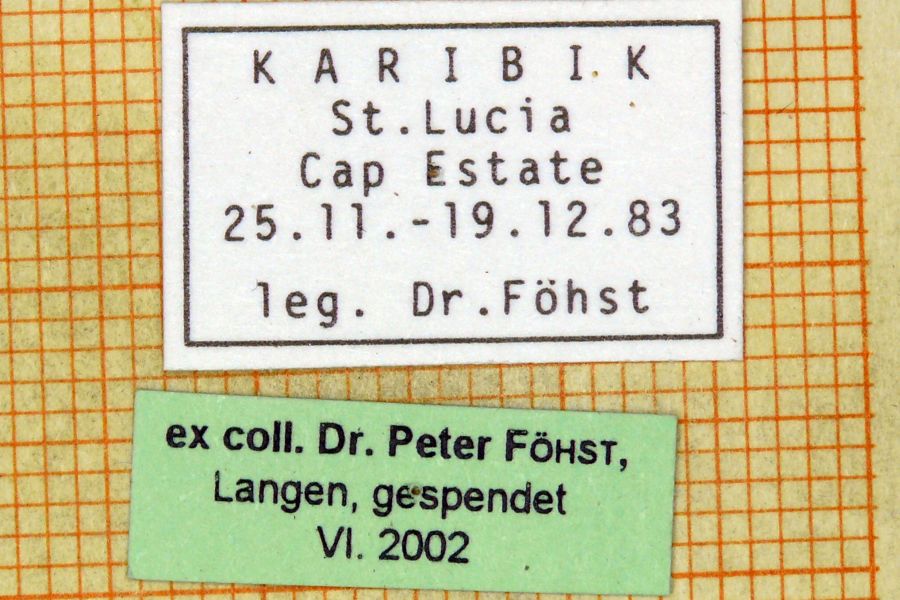 KARIBIK
St.Lucia
Cap Estate
25.11.-19.12.83
leg. Dr.Föhst
ex coll. Dr. Peter FÖHST,
Langen, gespendet
VI. 2002